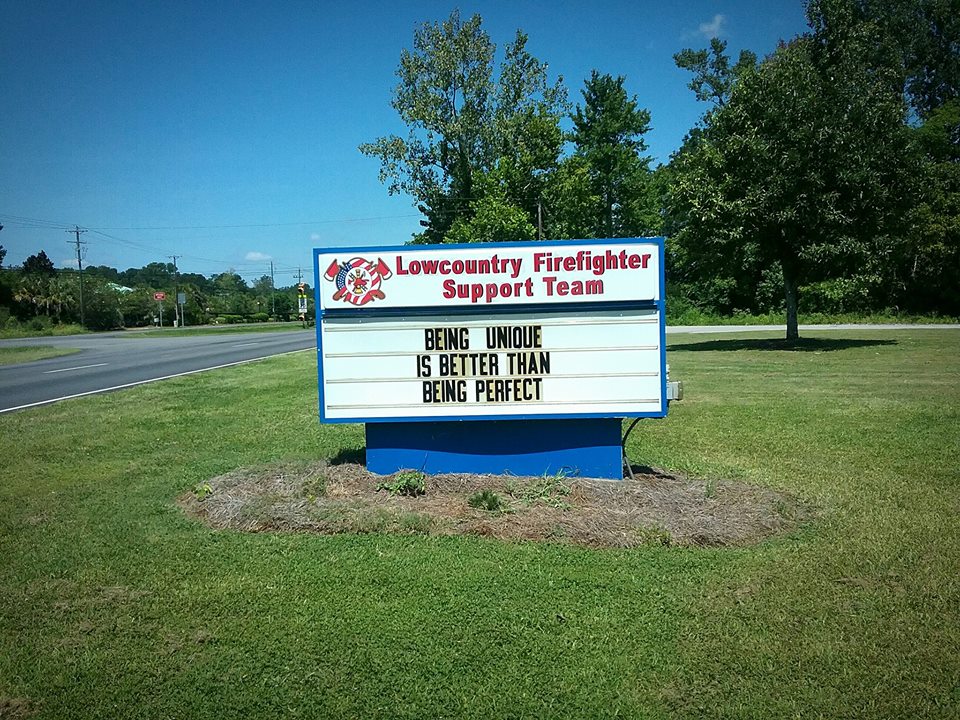 Lowcountry Firefighter
Support Team
BEING UNIQUE
IS BETTER THAN
BEING PERFECT